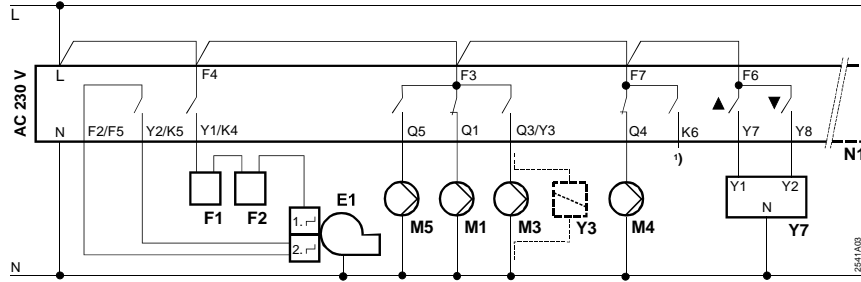 L
L F4 F3 F7 F6
AC 230 V
N F2/F5 Y2/K5 Y1/K4 Q5 Q1 Q3/Y3 Q4 K6 ▲ Y7 ▼ Y8
N1
¹)
F1 F2 E1 1. 2. M5 M1 M3 Y3 M4
Y1 Y2
N
Y7
N
2541A03